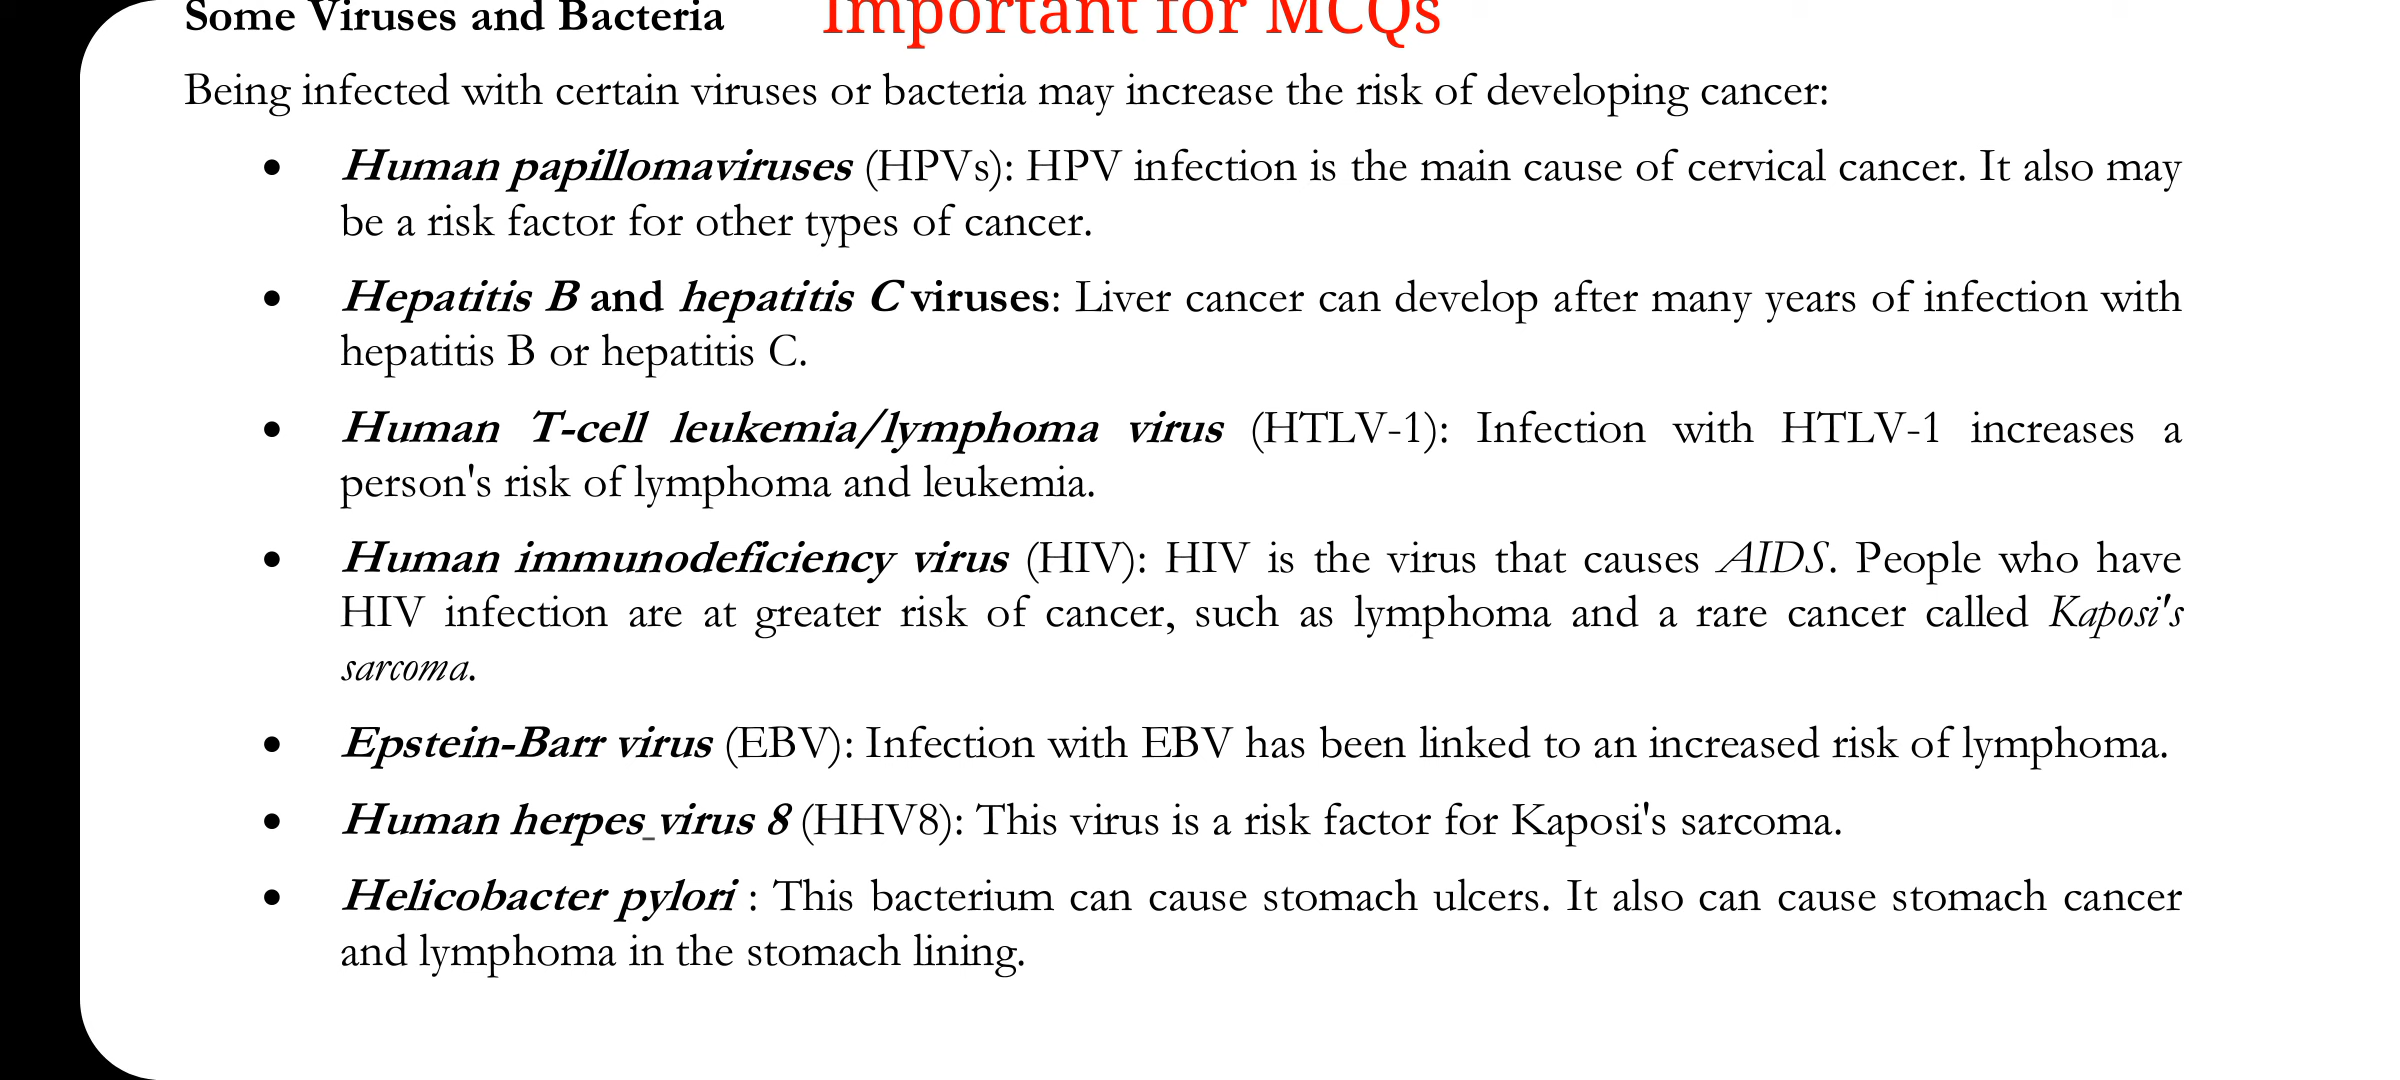 Some Viruses and Bacteria Important for MCQs
Being infected with certain viruses or bacteria may increase the risk of developing cancer:
• Human papillomaviruses (HPVs): HPV infection is the main cause of cervical cancer. It also may
be a risk factor for other types of cancer.
• Hepatitis B and hepatitis C viruses: Liver cancer can develop after many years of infection with
hepatitis B or hepatitis C.
• Human T-cell leukemia/lymphoma virus (HTLV-1): Infection with HTLV-1 increases a
person's risk of lymphoma and leukemia.
• Human immunodeficiency virus (HIV): HIV is the virus that causes AIDS. People who have
HIV infection are at greater risk of cancer, such as lymphoma and a rare cancer called Kaposi's
sarcoma.
• Epstein-Barr virus (EBV): Infection with EBV has been linked to an increased risk of lymphoma.
• Human herpes_virus 8 (HHV8): This virus is a risk factor for Kaposi's sarcoma.
• Helicobacter pylori : This bacterium can cause stomach ulcers. It also can cause stomach cancer
and lymphoma in the stomach lining.